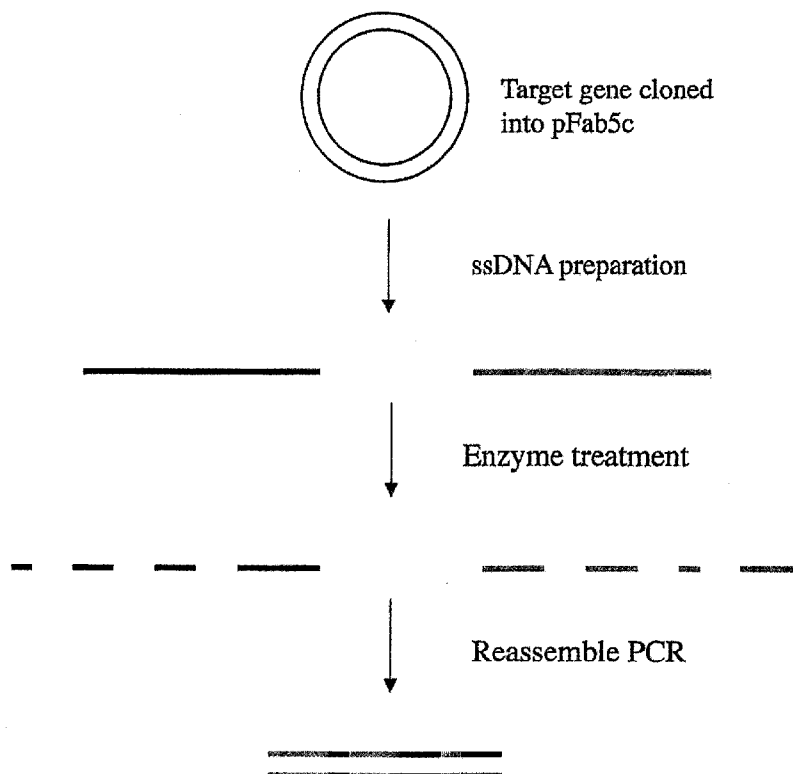 Target gene cloned
into pFab5c
ssDNA preparation
Enzyme treatment
Reassemble PCR